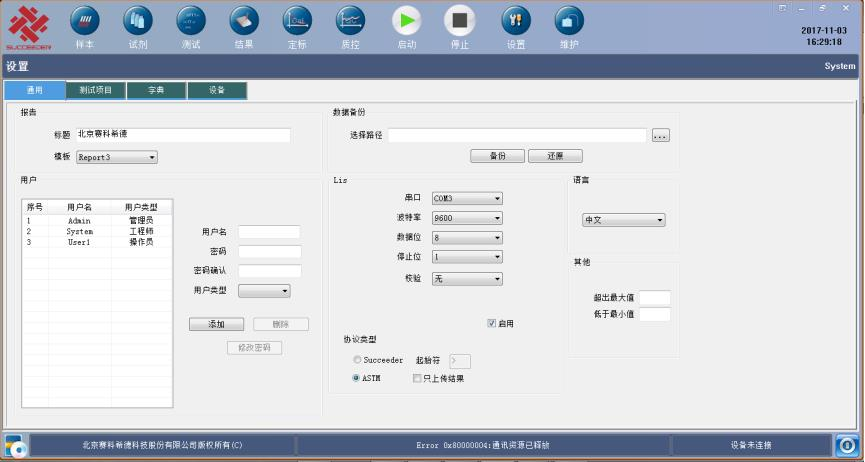 SUCCEEDER
样本
试剂
测试
结果
定标
质控
启动
停止
设置
维护
2017-11-03
16:29:18
设置
System
通用
测试项目
字典
设备
报告
标题
北京赛科希德
模板
Report3
数据备份
选择路径
...
备份
还原
用户
序号 用户名 用户类型
1 Admin 管理员
2 System 工程师
3 User1 操作员
用户名
密码
密码确认
用户类型
添加
删除
修改密码
Lis
串口 COM3
波特率 9600
数据位 8
停止位 1
校验 无
启用
协议类型
Succeeder 起始符 >
ASTM 只上传结果
语言
中文
其他
超出最大值
低于最小值
北京赛科希德科技股份有限公司版权所有(C)
Error 0x80000004:通讯资源已释放
设备未连接